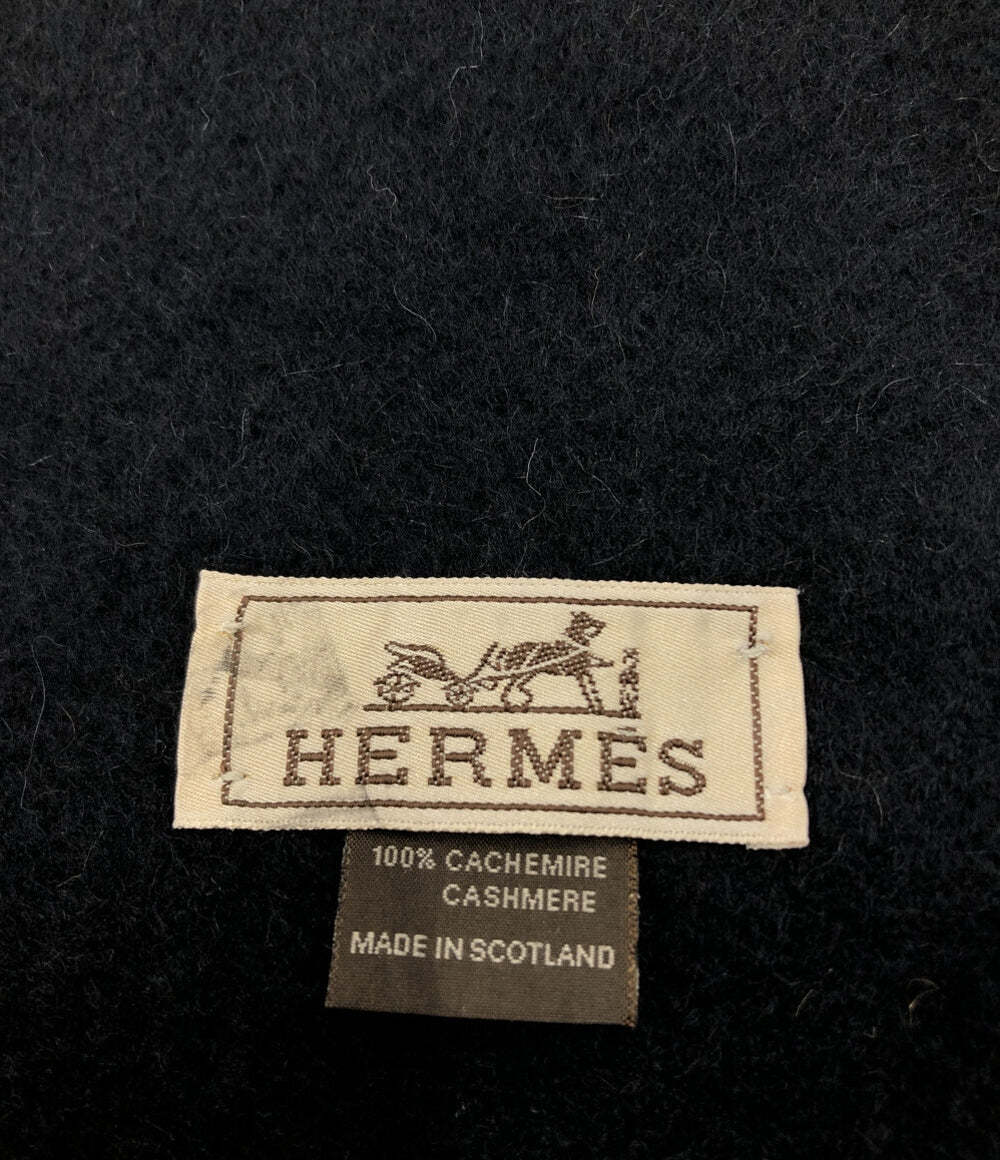 HERMÈS
100% CACHEMIRE
CASHMERE
MADE IN SCOTLAND